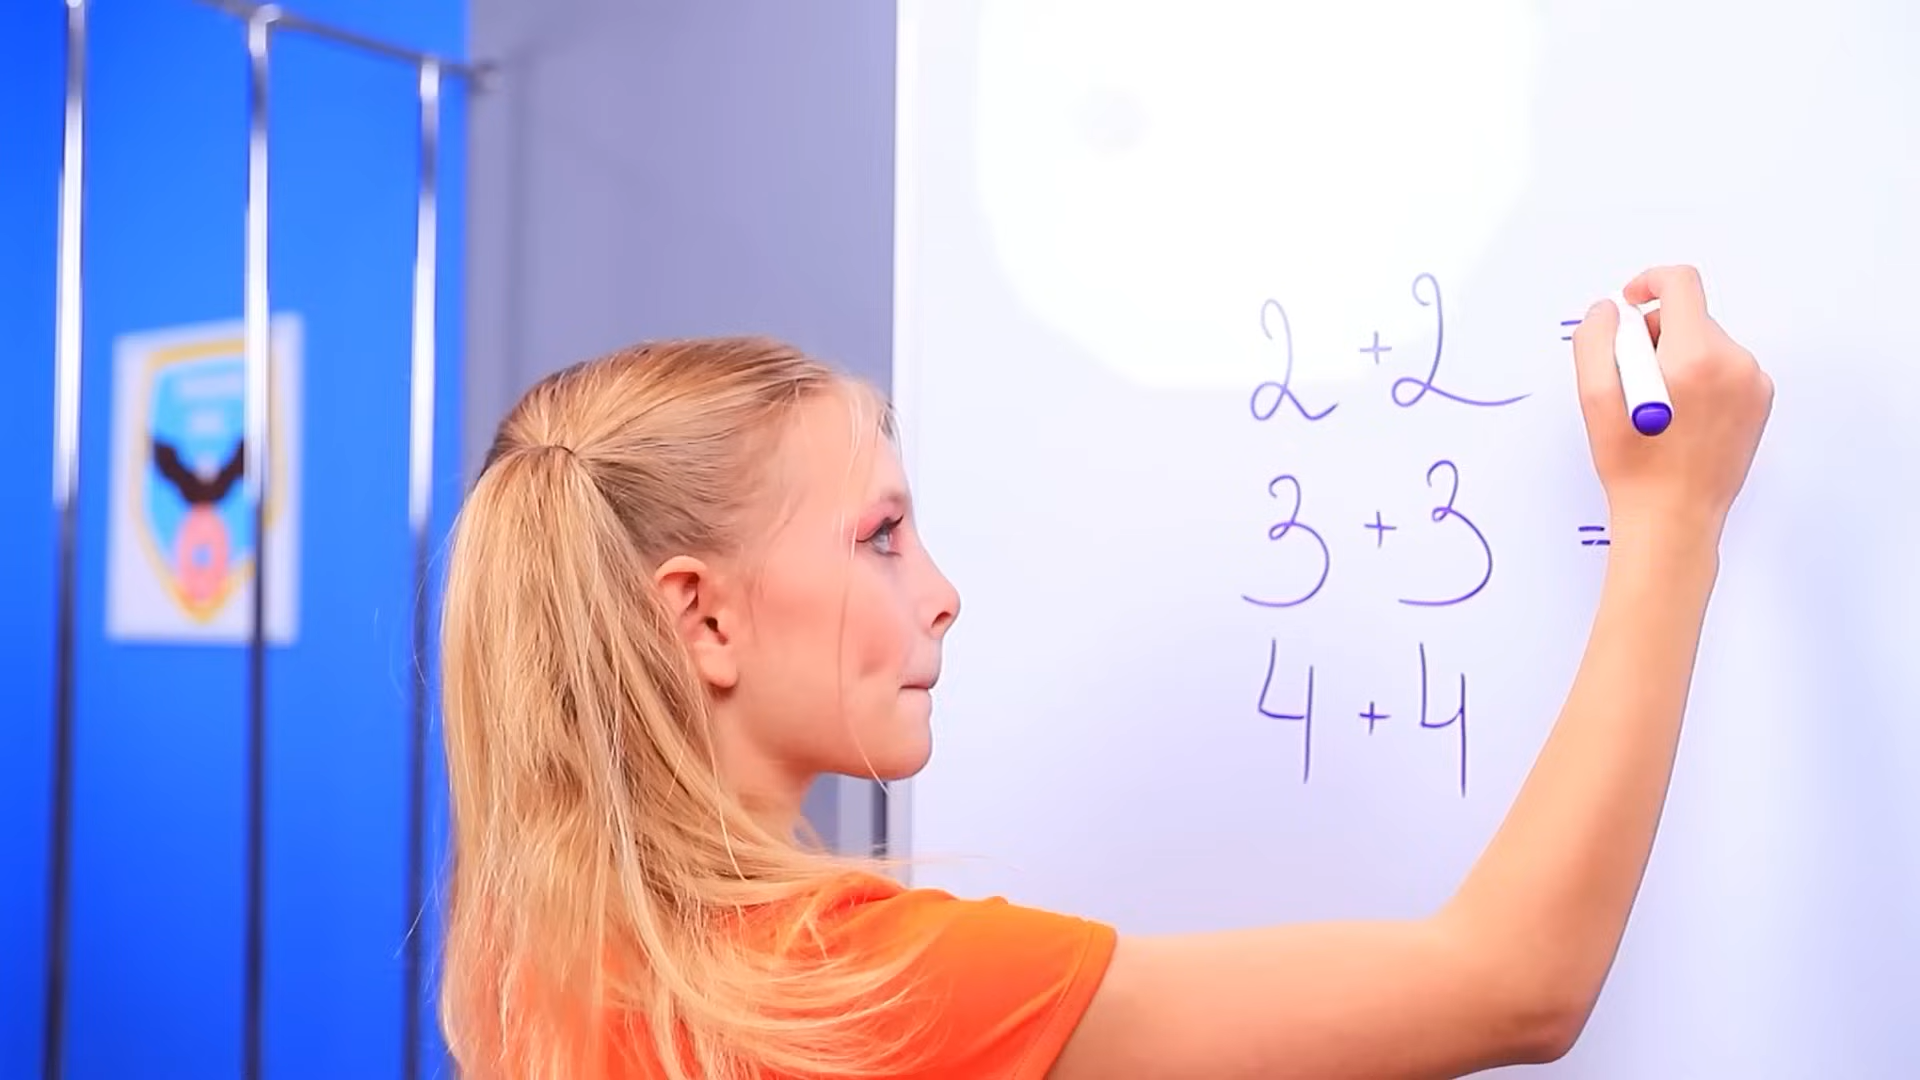 2 + 2 =
3 + 3 =
4 + 4